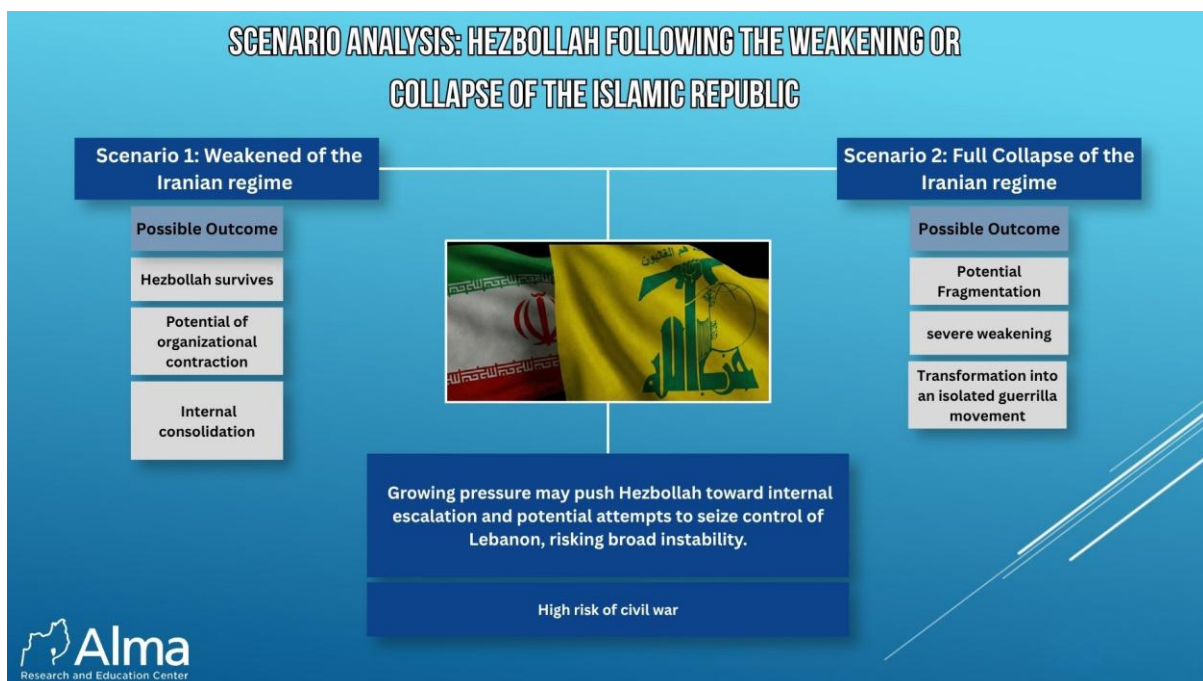 SCENARIO ANALYSIS: HEZBOLLAH FOLLOWING THE WEAKENING OR
COLLAPSE OF THE ISLAMIC REPUBLIC
Scenario 1: Weakened of the
Iranian regime
Possible Outcome
Hezbollah survives
Potential of
organizational
contraction
Internal
consolidation
Scenario 2: Full Collapse of the
Iranian regime
Possible Outcome
Potential
Fragmentation
severe weakening
Transformation into
an isolated guerrilla
movement
حزب الله
Growing pressure may push Hezbollah toward internal
escalation and potential attempts to seize control of
Lebanon, risking broad instability.
High risk of civil war
Alma
Research and Education Center